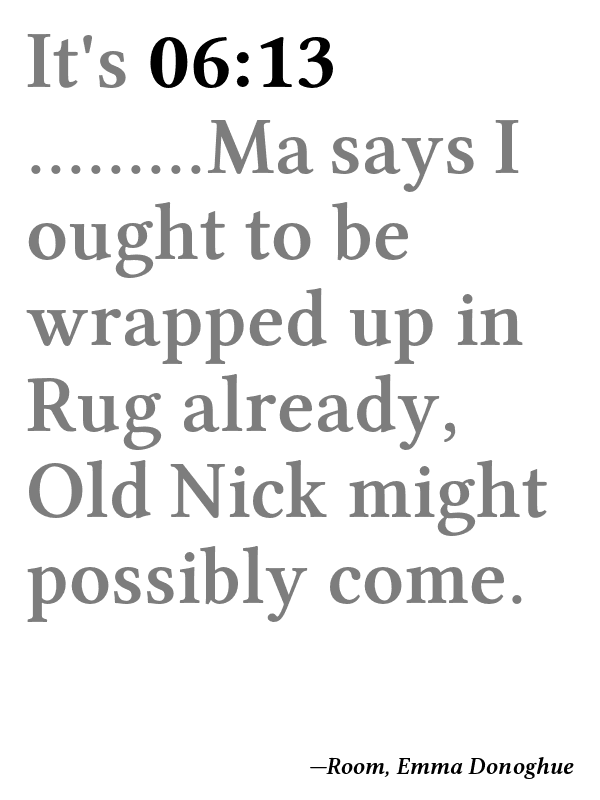 It's 06:13
.........Ma says I
ought to be
wrapped up in
Rug already,
Old Nick might
possibly come.
—Room, Emma Donoghue